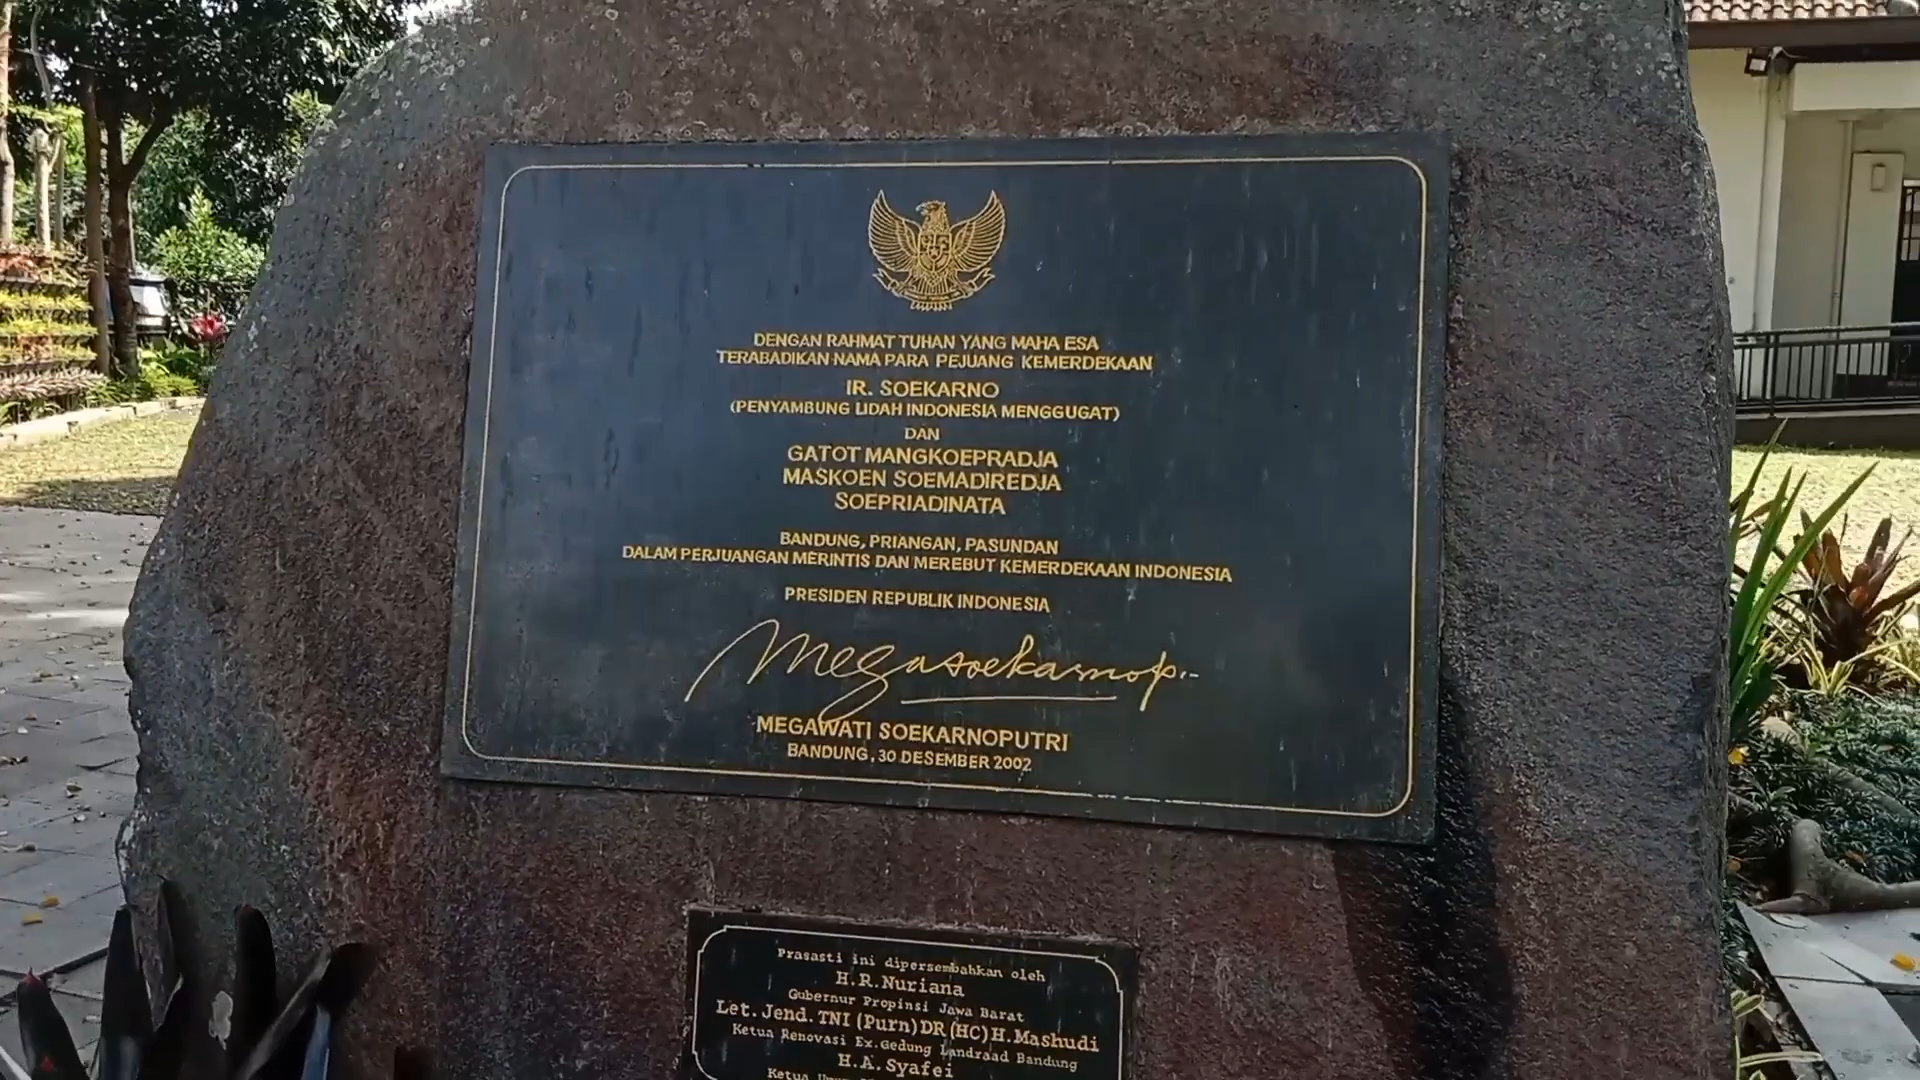 DENGAN RAHMAT TUHAN YANG MAHA ESA
TERABADIKAN NAMA PARA PEJUANG KEMERDEKAAN
IR. SOEKARNO
(PENYAMBUNG LIDAH INDONESIA MENGGUGAT)
DAN
GATOT MANGKOEPRADJA
MASKOEN SOEMADIREDJA
SOEPRIADINATA
BANDUNG, PRIANGAN, PASUNDAN
DALAM PERJUANGAN MERINTIS DAN MEREBUT KEMERDEKAAN INDONESIA
PRESIDEN REPUBLIK INDONESIA
Megasoekarnop.
MEGAWATI SOEKARNOPUTRI
BANDUNG, 30 DESEMBER 2002
Prasasti ini dipersembahkan oleh
H.R.Nuriana
Gubernur Propinsi Jawa Barat
Let. Jend. TNI (Purn) DR (HC) H. Mashudi
Ketua Renovasi Ex.Gedung Landraad Bandung
H.A. Syafei
Ketua